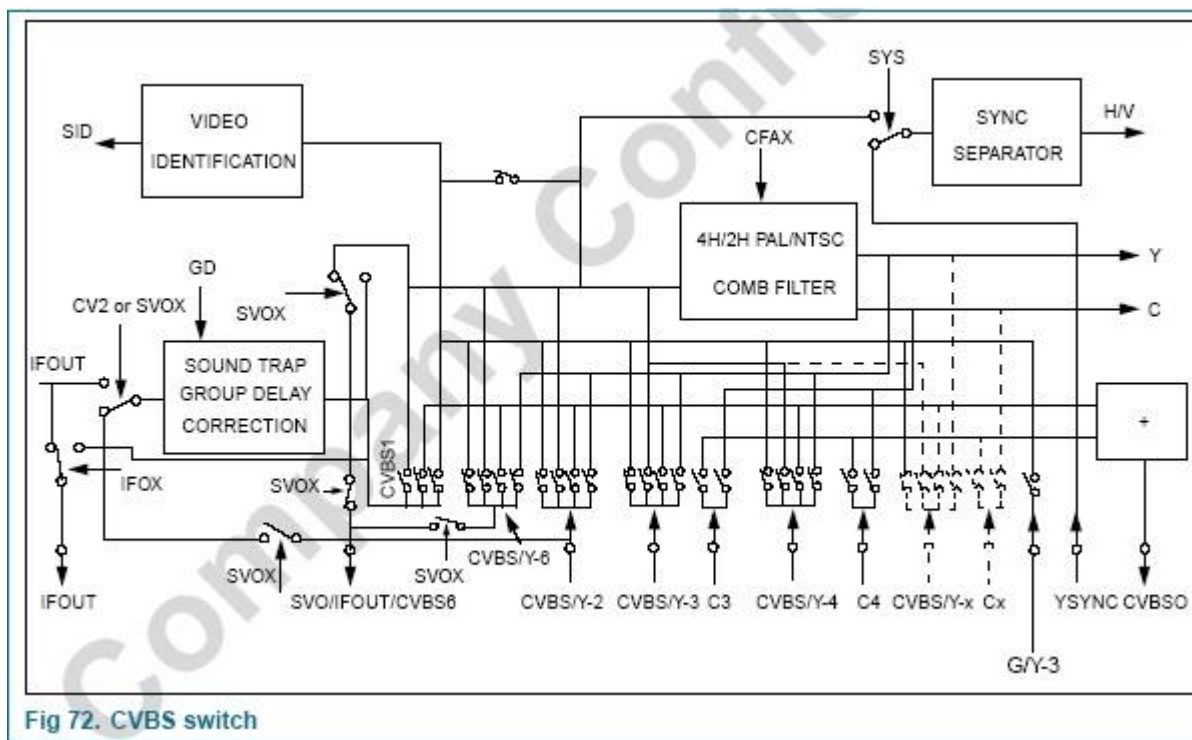 Company Confi
SYS
VIDEO
IDENTIFICATION
SID
SYNC
SEPARATOR
H/V
CFAX
4H/2H PAL/NTSC
COMB FILTER
Y
C
GD
CV2 or SVOX
SVOX
IFOUT
SOUND TRAP
GROUP DELAY
CORRECTION
+
CVBS1
IFOX
SVOX
CVBS/Y-6
SVOX
SVOX
IFOUT
SVO/IFOUT/CVBS6
CVBS/Y-2
CVBS/Y-3
C3
CVBS/Y-4
C4
CVBS/Y-x
Cx
YSYNC
CVBSO
G/Y-3
Fig 72. CVBS switch